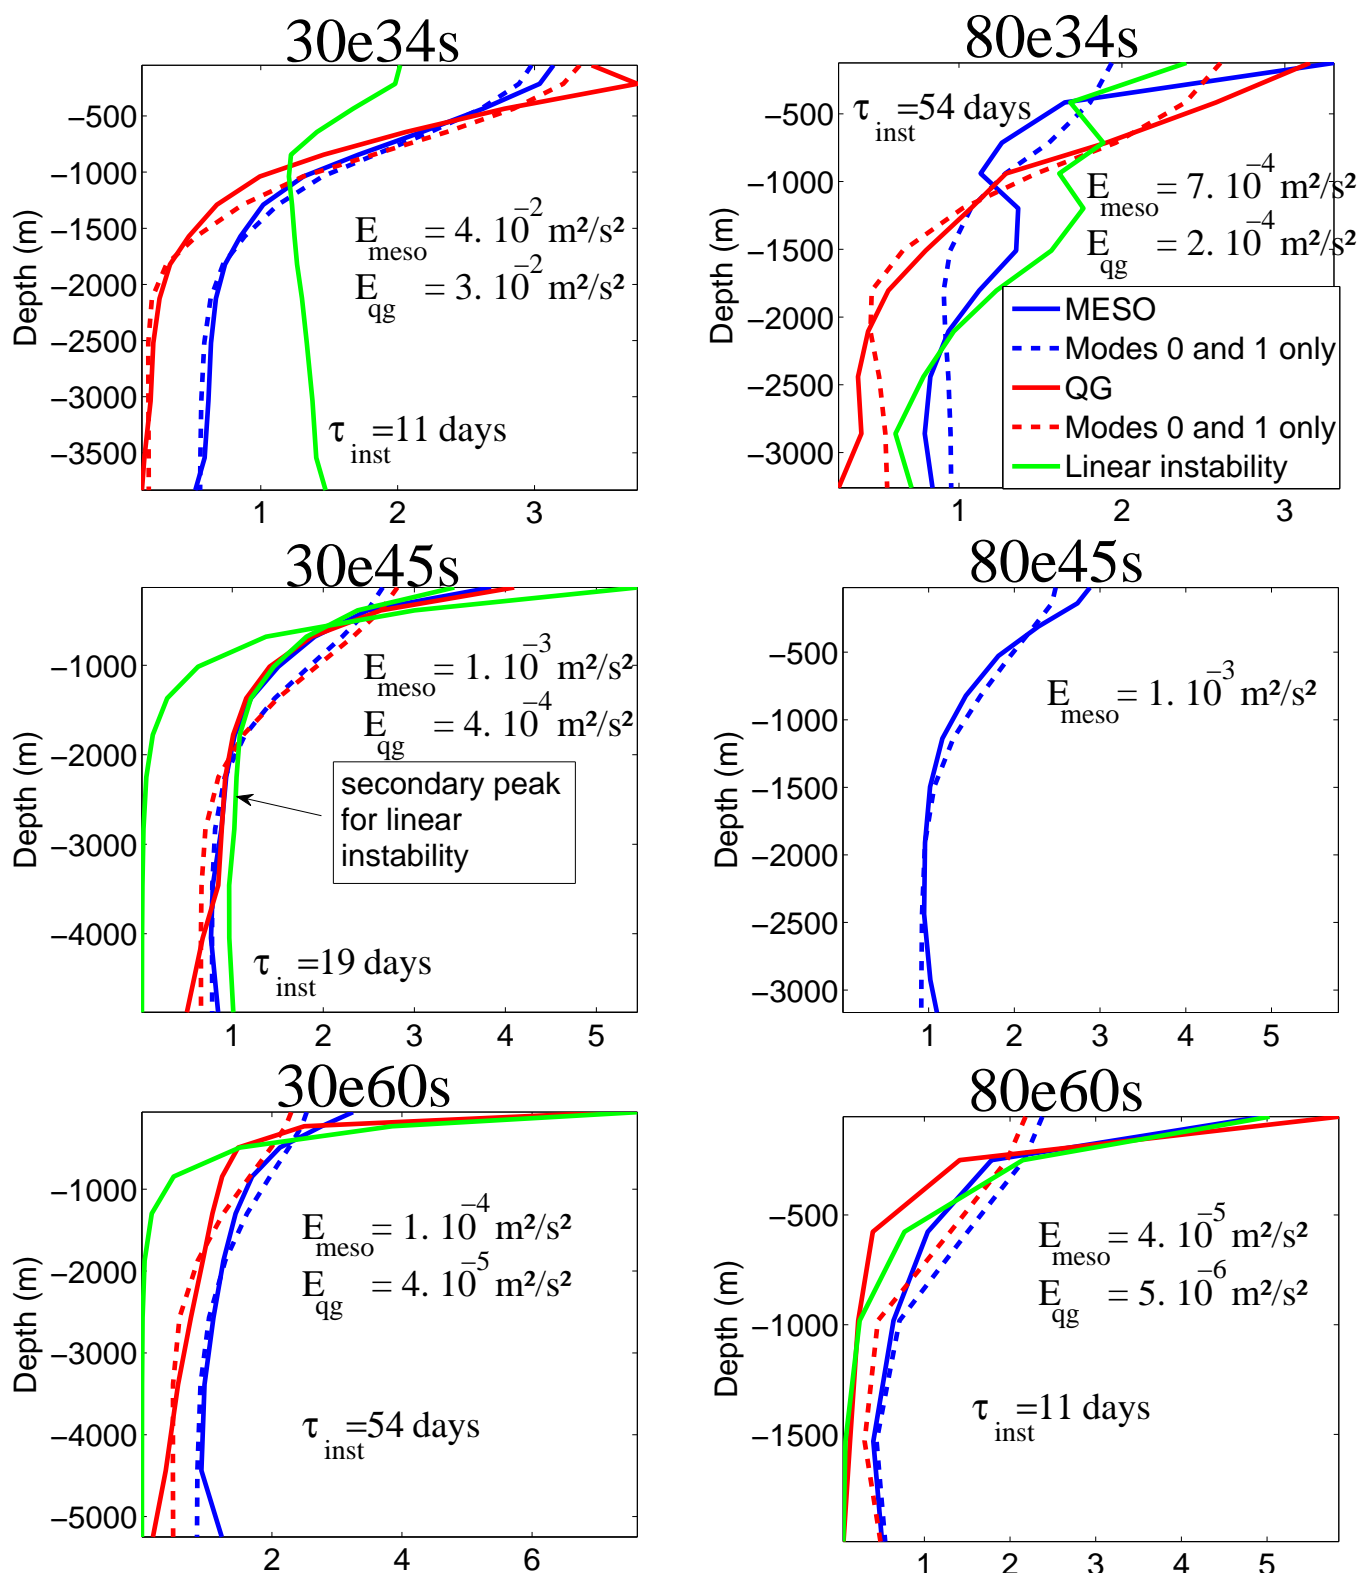 30e34s
−500
−1000
−1500
−2000
−2500
−3000
−3500
Depth (m)
E_meso = 4. 10^−2 m²/s²
E_qg = 3. 10^−2 m²/s²
τ_inst=11 days
1 2 3
80e34s
−500
−1000
−1500
−2000
−2500
−3000
Depth (m)
τ_inst=54 days
E_meso = 7. 10^−4 m²/s²
E_qg = 2. 10^−4 m²/s²
MESO
Modes 0 and 1 only
QG
Modes 0 and 1 only
Linear instability
1 2 3
30e45s
−1000
−2000
−3000
−4000
Depth (m)
E_meso = 1. 10^−3 m²/s²
E_qg = 4. 10^−4 m²/s²
secondary peak
for linear
instability
τ_inst=19 days
1 2 3 4 5
80e45s
−500
−1000
−1500
−2000
−2500
−3000
Depth (m)
E_meso = 1. 10^−3 m²/s²
1 2 3 4 5
30e60s
−1000
−2000
−3000
−4000
−5000
Depth (m)
E_meso = 1. 10^−4 m²/s²
E_qg = 4. 10^−5 m²/s²
τ_inst=54 days
2 4 6
80e60s
−500
−1000
−1500
Depth (m)
E_meso = 4. 10^−5 m²/s²
E_qg = 5. 10^−6 m²/s²
τ_inst=11 days
1 2 3 4 5